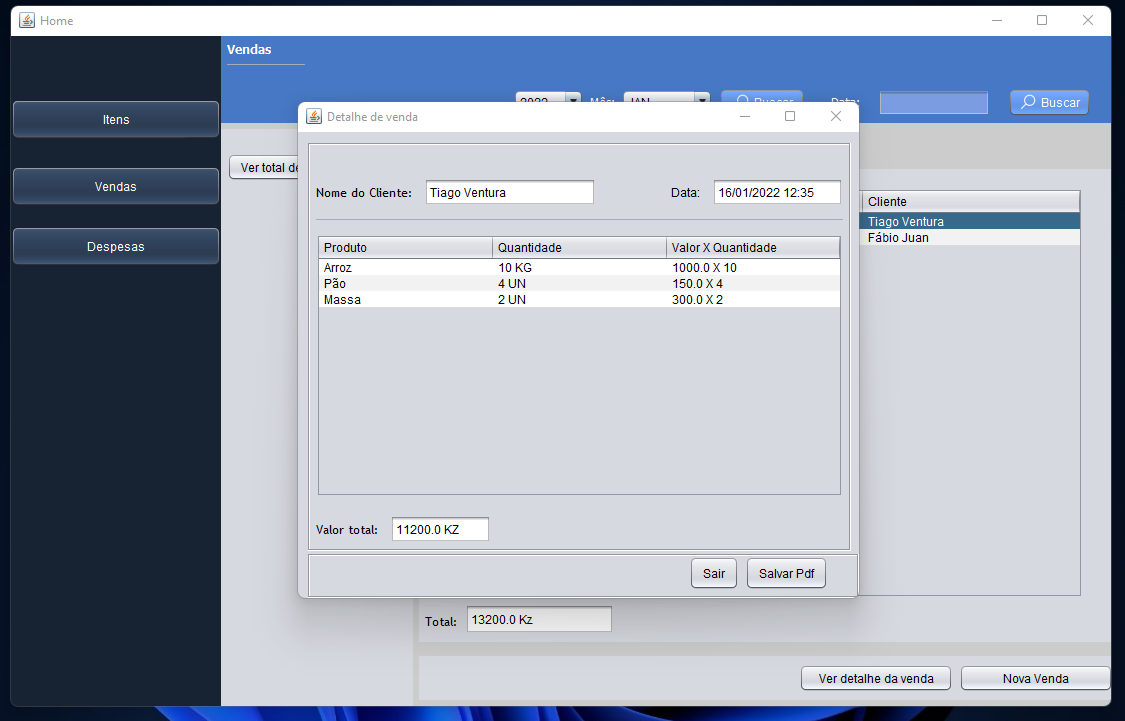 Home
Vendas
2022 Mês: JAN Buscar Data: Buscar
Detalhe de venda
Itens
Vendas
Despesas
Ver total de
Nome do Cliente: Tiago Ventura Data: 16/01/2022 12:35
Produto Quantidade Valor X Quantidade
Arroz 10 KG 1000.0 X 10
Pão 4 UN 150.0 X 4
Massa 2 UN 300.0 X 2
Valor total: 11200.0 KZ
Sair Salvar Pdf
Cliente
Tiago Ventura
Fábio Juan
Total: 13200.0 Kz
Ver detalhe da venda Nova Venda